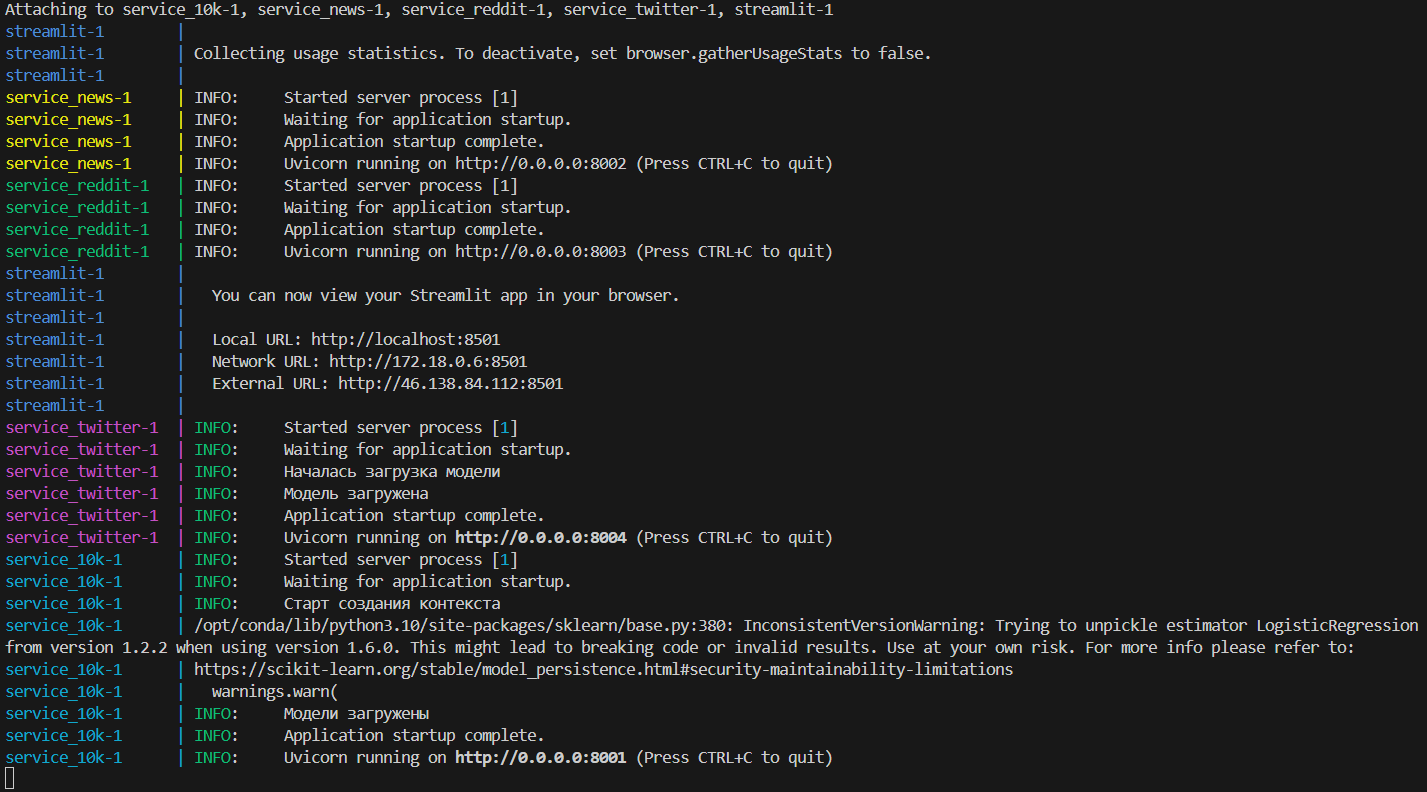 Attaching to service_10k-1, service_news-1, service_reddit-1, service_twitter-1, streamlit-1
streamlit-1        |
streamlit-1        | Collecting usage statistics. To deactivate, set browser.gatherUsageStats to false.
streamlit-1        |
service_news-1     | INFO:     Started server process [1]
service_news-1     | INFO:     Waiting for application startup.
service_news-1     | INFO:     Application startup complete.
service_news-1     | INFO:     Uvicorn running on http://0.0.0.0:8002 (Press CTRL+C to quit)
service_reddit-1   | INFO:     Started server process [1]
service_reddit-1   | INFO:     Waiting for application startup.
service_reddit-1   | INFO:     Application startup complete.
service_reddit-1   | INFO:     Uvicorn running on http://0.0.0.0:8003 (Press CTRL+C to quit)
streamlit-1        |
streamlit-1        |   You can now view your Streamlit app in your browser.
streamlit-1        |
streamlit-1        |   Local URL: http://localhost:8501
streamlit-1        |   Network URL: http://172.18.0.6:8501
streamlit-1        |   External URL: http://46.138.84.112:8501
streamlit-1        |
service_twitter-1  | INFO:     Started server process [1]
service_twitter-1  | INFO:     Waiting for application startup.
service_twitter-1  | INFO:     Началась загрузка модели
service_twitter-1  | INFO:     Модель загружена
service_twitter-1  | INFO:     Application startup complete.
service_twitter-1  | INFO:     Uvicorn running on http://0.0.0.0:8004 (Press CTRL+C to quit)
service_10k-1      | INFO:     Started server process [1]
service_10k-1      | INFO:     Waiting for application startup.
service_10k-1      | INFO:     Старт создания контекста
service_10k-1      | /opt/conda/lib/python3.10/site-packages/sklearn/base.py:380: InconsistentVersionWarning: Trying to unpickle estimator LogisticRegression
from version 1.2.2 when using version 1.6.0. This might lead to breaking code or invalid results. Use at your own risk. For more info please refer to:
service_10k-1      | https://scikit-learn.org/stable/model_persistence.html#security-maintainability-limitations
service_10k-1      |   warnings.warn(
service_10k-1      | INFO:     Модели загружены
service_10k-1      | INFO:     Application startup complete.
service_10k-1      | INFO:     Uvicorn running on http://0.0.0.0:8001 (Press CTRL+C to quit)